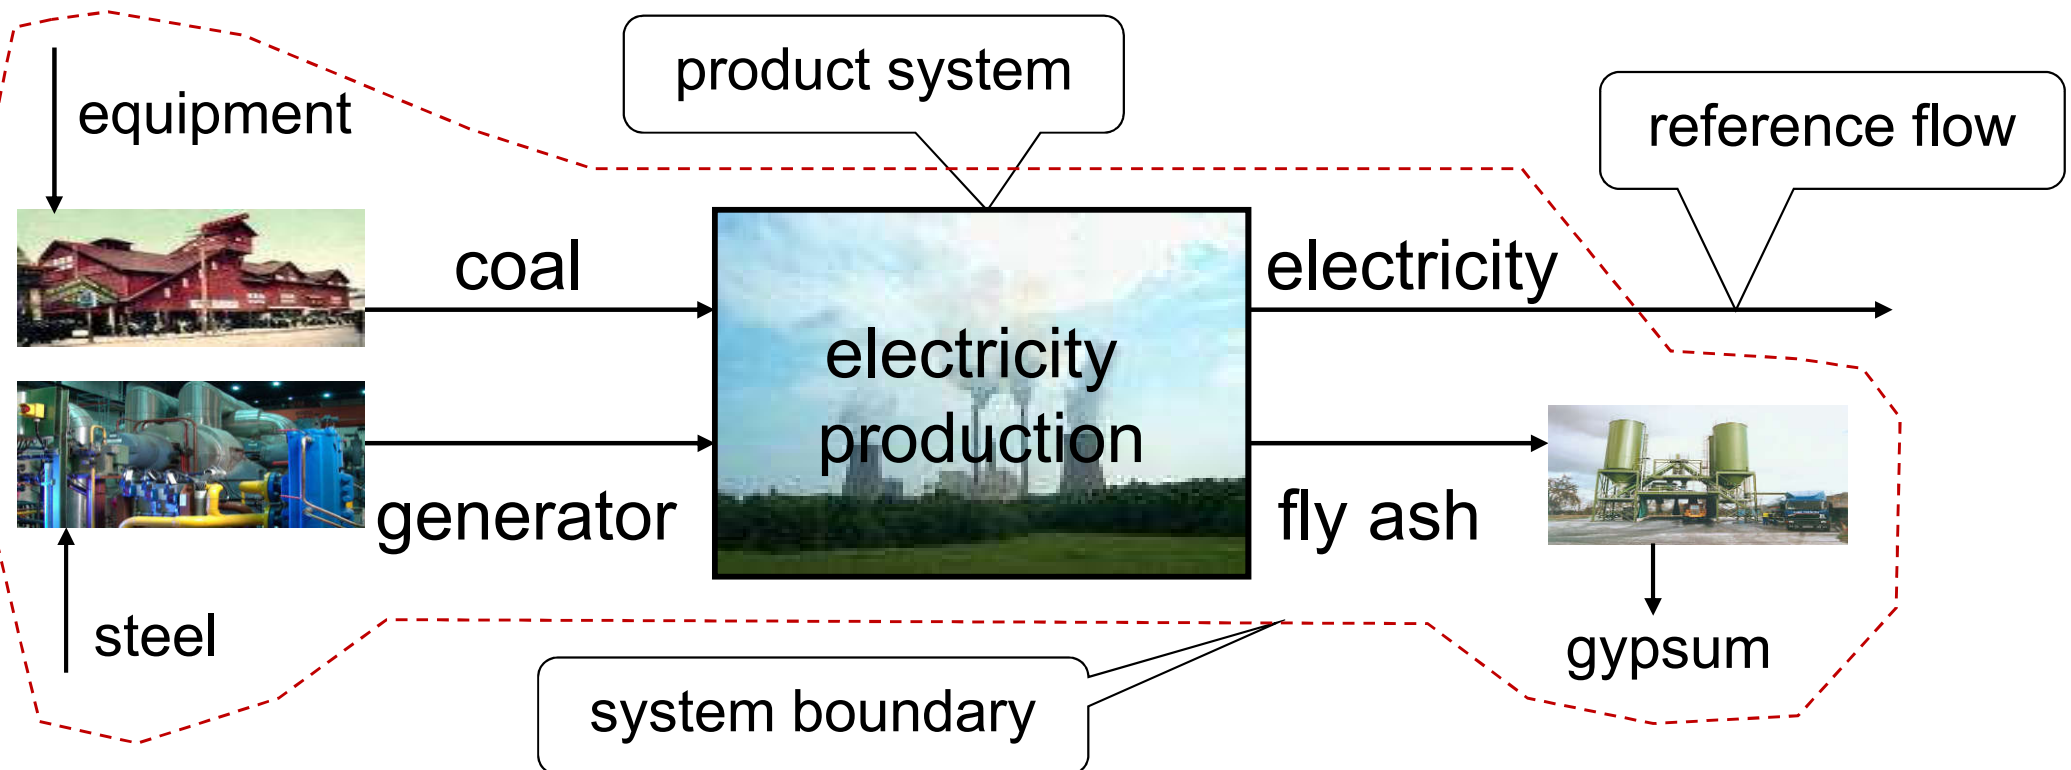 product system
equipment
reference flow
coal
electricity
electricity
production
generator
fly ash
steel
gypsum
system boundary